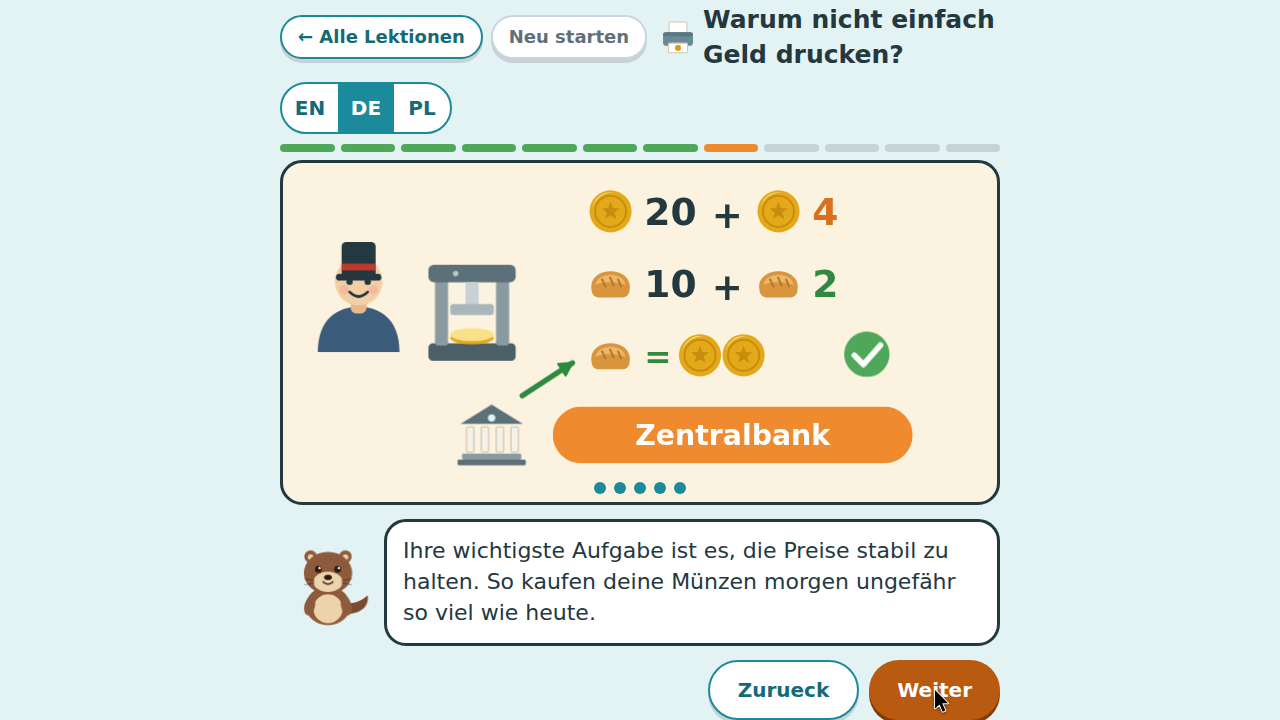 ← Alle Lektionen
Neu starten
Warum nicht einfach
Geld drucken?
EN DE PL
20 + 4
10 + 2
=
Zentralbank
Ihre wichtigste Aufgabe ist es, die Preise stabil zu
halten. So kaufen deine Münzen morgen ungefähr
so viel wie heute.
Zurueck
Weiter